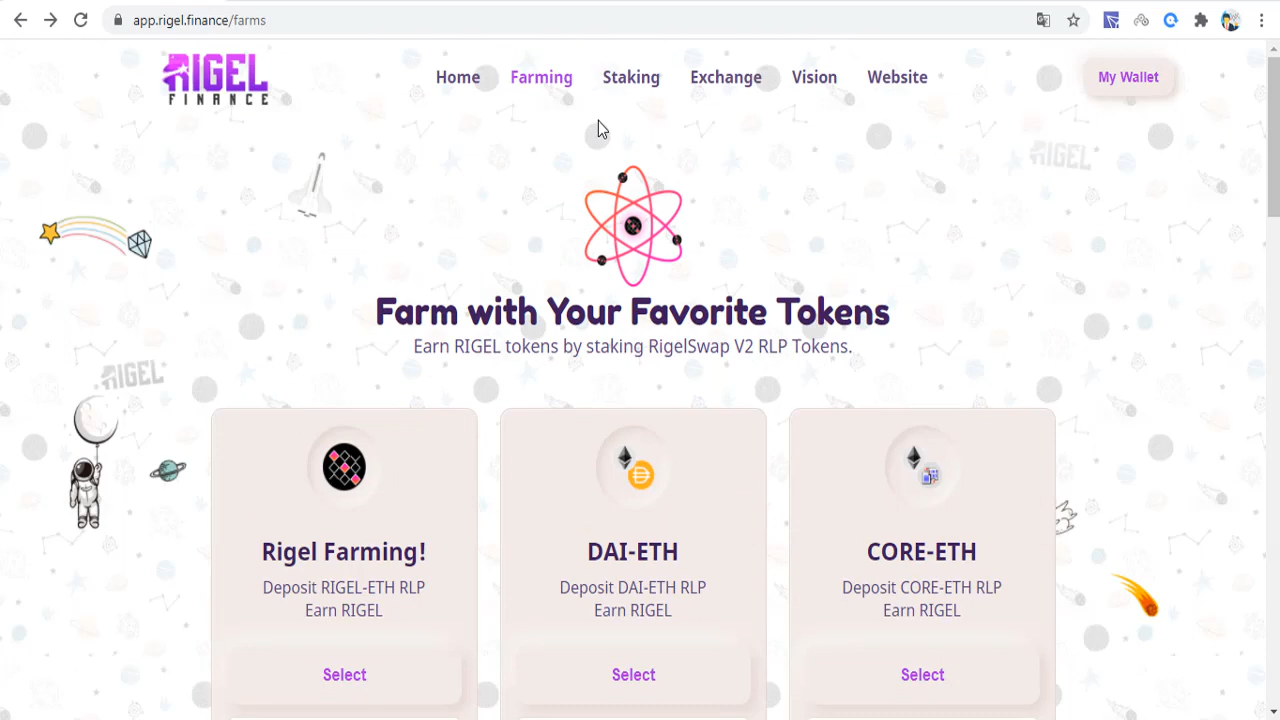 app.rigel.finance/farms
RIGEL
FINANCE
Home
Farming
Staking
Exchange
Vision
Website
My Wallet
RIGEL
Farm with Your Favorite Tokens
Earn RIGEL tokens by staking RigelSwap V2 RLP Tokens.
RIGEL
Rigel Farming!
Deposit RIGEL-ETH RLP
Earn RIGEL
Select
DAI-ETH
Deposit DAI-ETH RLP
Earn RIGEL
Select
CORE-ETH
Deposit CORE-ETH RLP
Earn RIGEL
Select